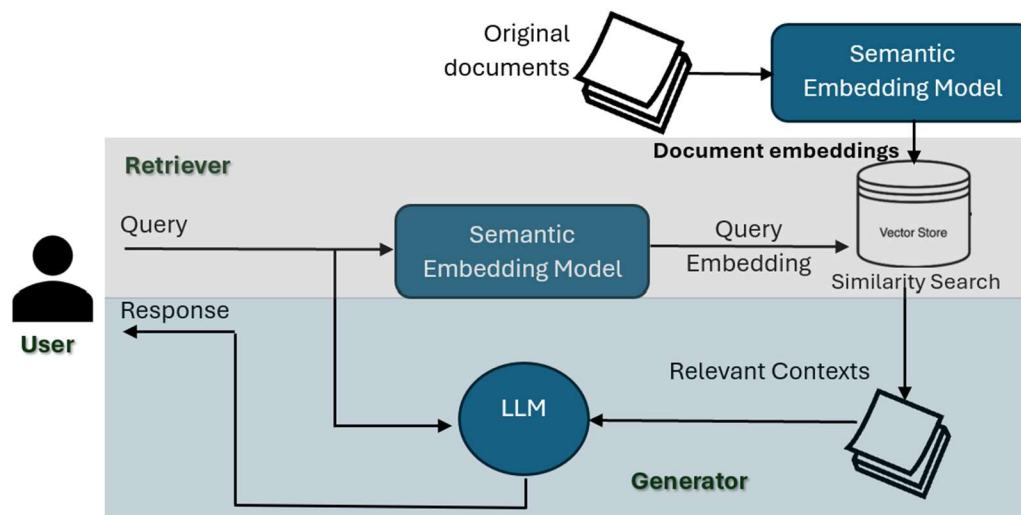 Original
documents
Semantic
Embedding Model
Document embeddings
Retriever
Query
Semantic
Embedding Model
Query
Embedding
Vector Store
Similarity Search
Response
User
Relevant Contexts
LLM
Generator